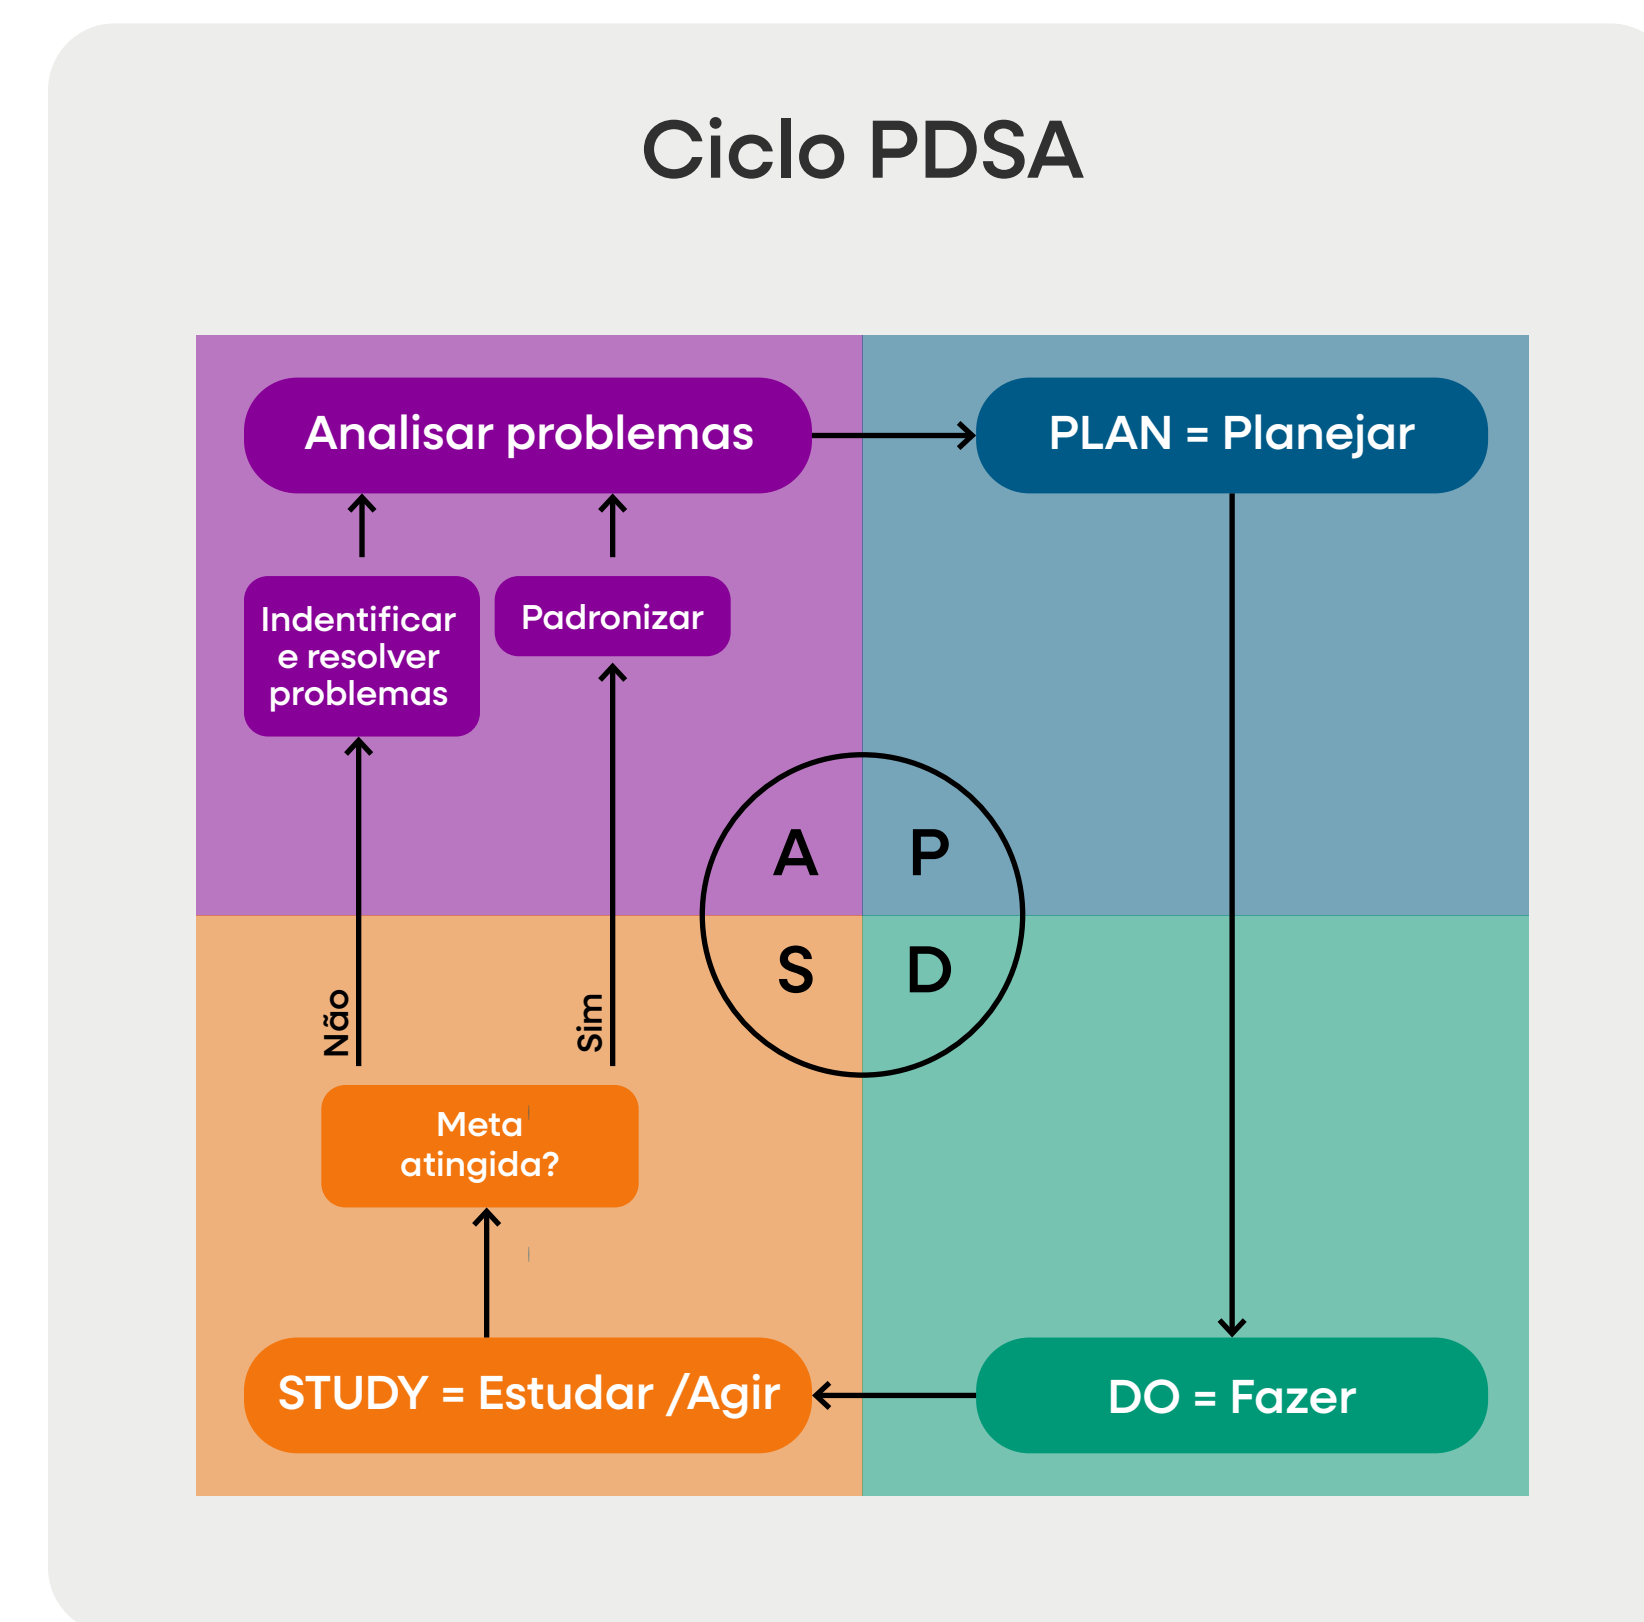 Ciclo PDSA
Analisar problemas
PLAN = Planejar
Indentificar
e resolver
problemas
Padronizar
A P
S D
Não
Sim
Meta
atingida?
STUDY = Estudar /Agir
DO = Fazer